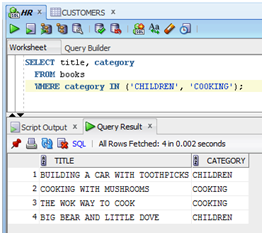 HR x CUSTOMERS x
Worksheet Query Builder
SELECT title, category
FROM books
WHERE category IN ('CHILDREN', 'COOKING');
Script Output x Query Result x
SQL | All Rows Fetched: 4 in 0.002 seconds
TITLE CATEGORY
1 BUILDING A CAR WITH TOOTHPICKS CHILDREN
2 COOKING WITH MUSHROOMS COOKING
3 THE WOK WAY TO COOK COOKING
4 BIG BEAR AND LITTLE DOVE CHILDREN